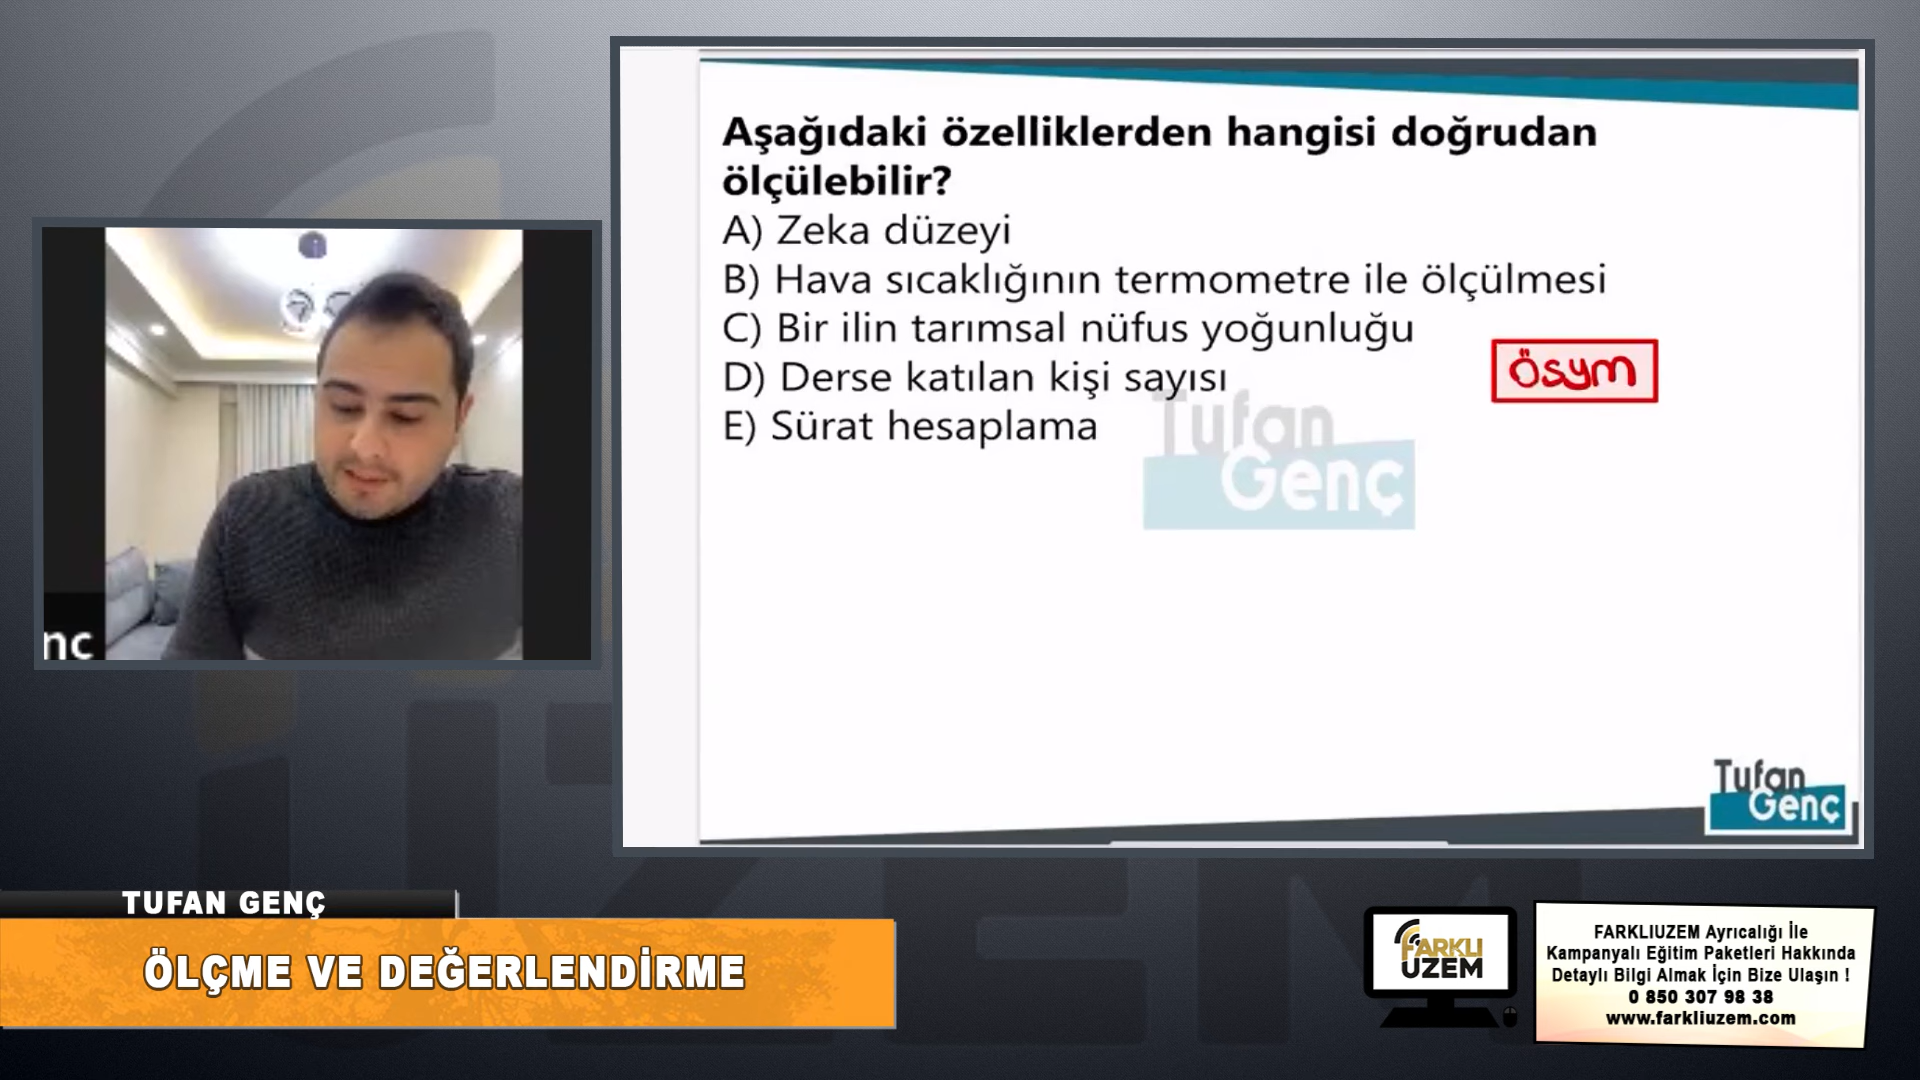 Aşağıdaki özelliklerden hangisi doğrudan
ölçülebilir?
A) Zeka düzeyi
B) Hava sıcaklığının termometre ile ölçülmesi
C) Bir ilin tarımsal nüfus yoğunluğu
D) Derse katılan kişi sayısı
E) Sürat hesaplama
ÖSYM
Tufan
Genç
nç
Tufan
Genç
TUFAN GENÇ
ÖLÇME VE DEĞERLENDİRME
FARKLI
UZEM
FARKLIUZEM Ayrıcalığı İle
Kampanyalı Eğitim Paketleri Hakkında
Detaylı Bilgi Almak İçin Bize Ulaşın !
0 850 307 98 38
www.farkliuzem.com